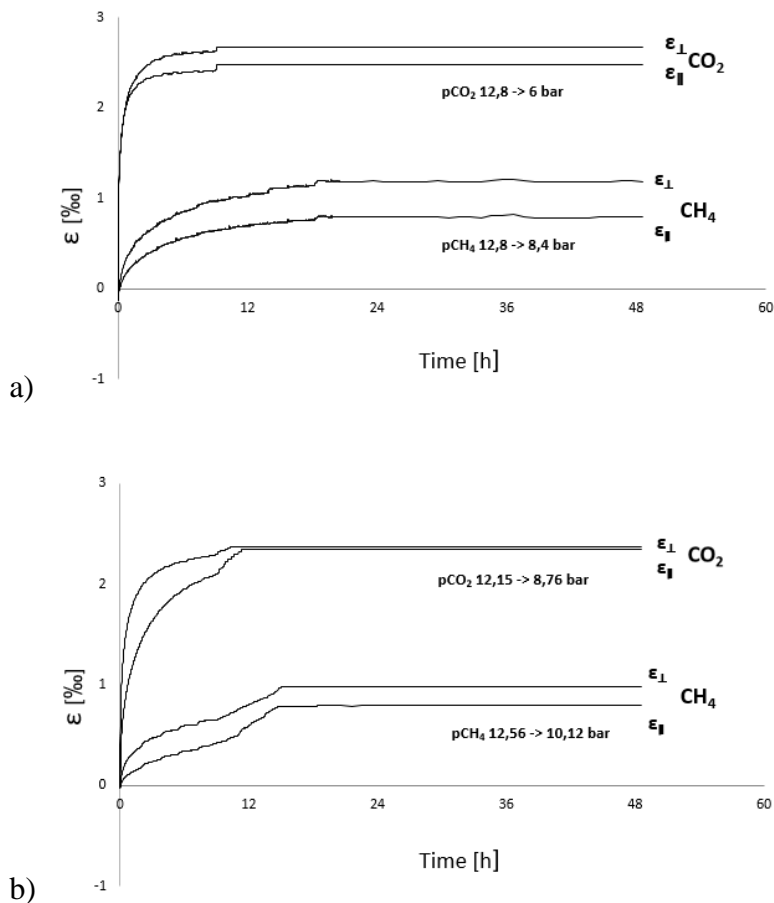 3
ε⊥
CO₂
ε∥
2
pCO₂ 12,8 -> 6 bar
ε [‰]
1
ε⊥
CH₄
ε∥
pCH₄ 12,8 -> 8,4 bar
0
0 12 24 36 48 60
Time [h]
-1
a)
3
ε⊥
CO₂
ε∥
pCO₂ 12,15 -> 8,76 bar
2
ε [‰]
ε⊥
1
CH₄
ε∥
pCH₄ 12,56 -> 10,12 bar
0
0 12 24 36 48 60
Time [h]
-1
b)